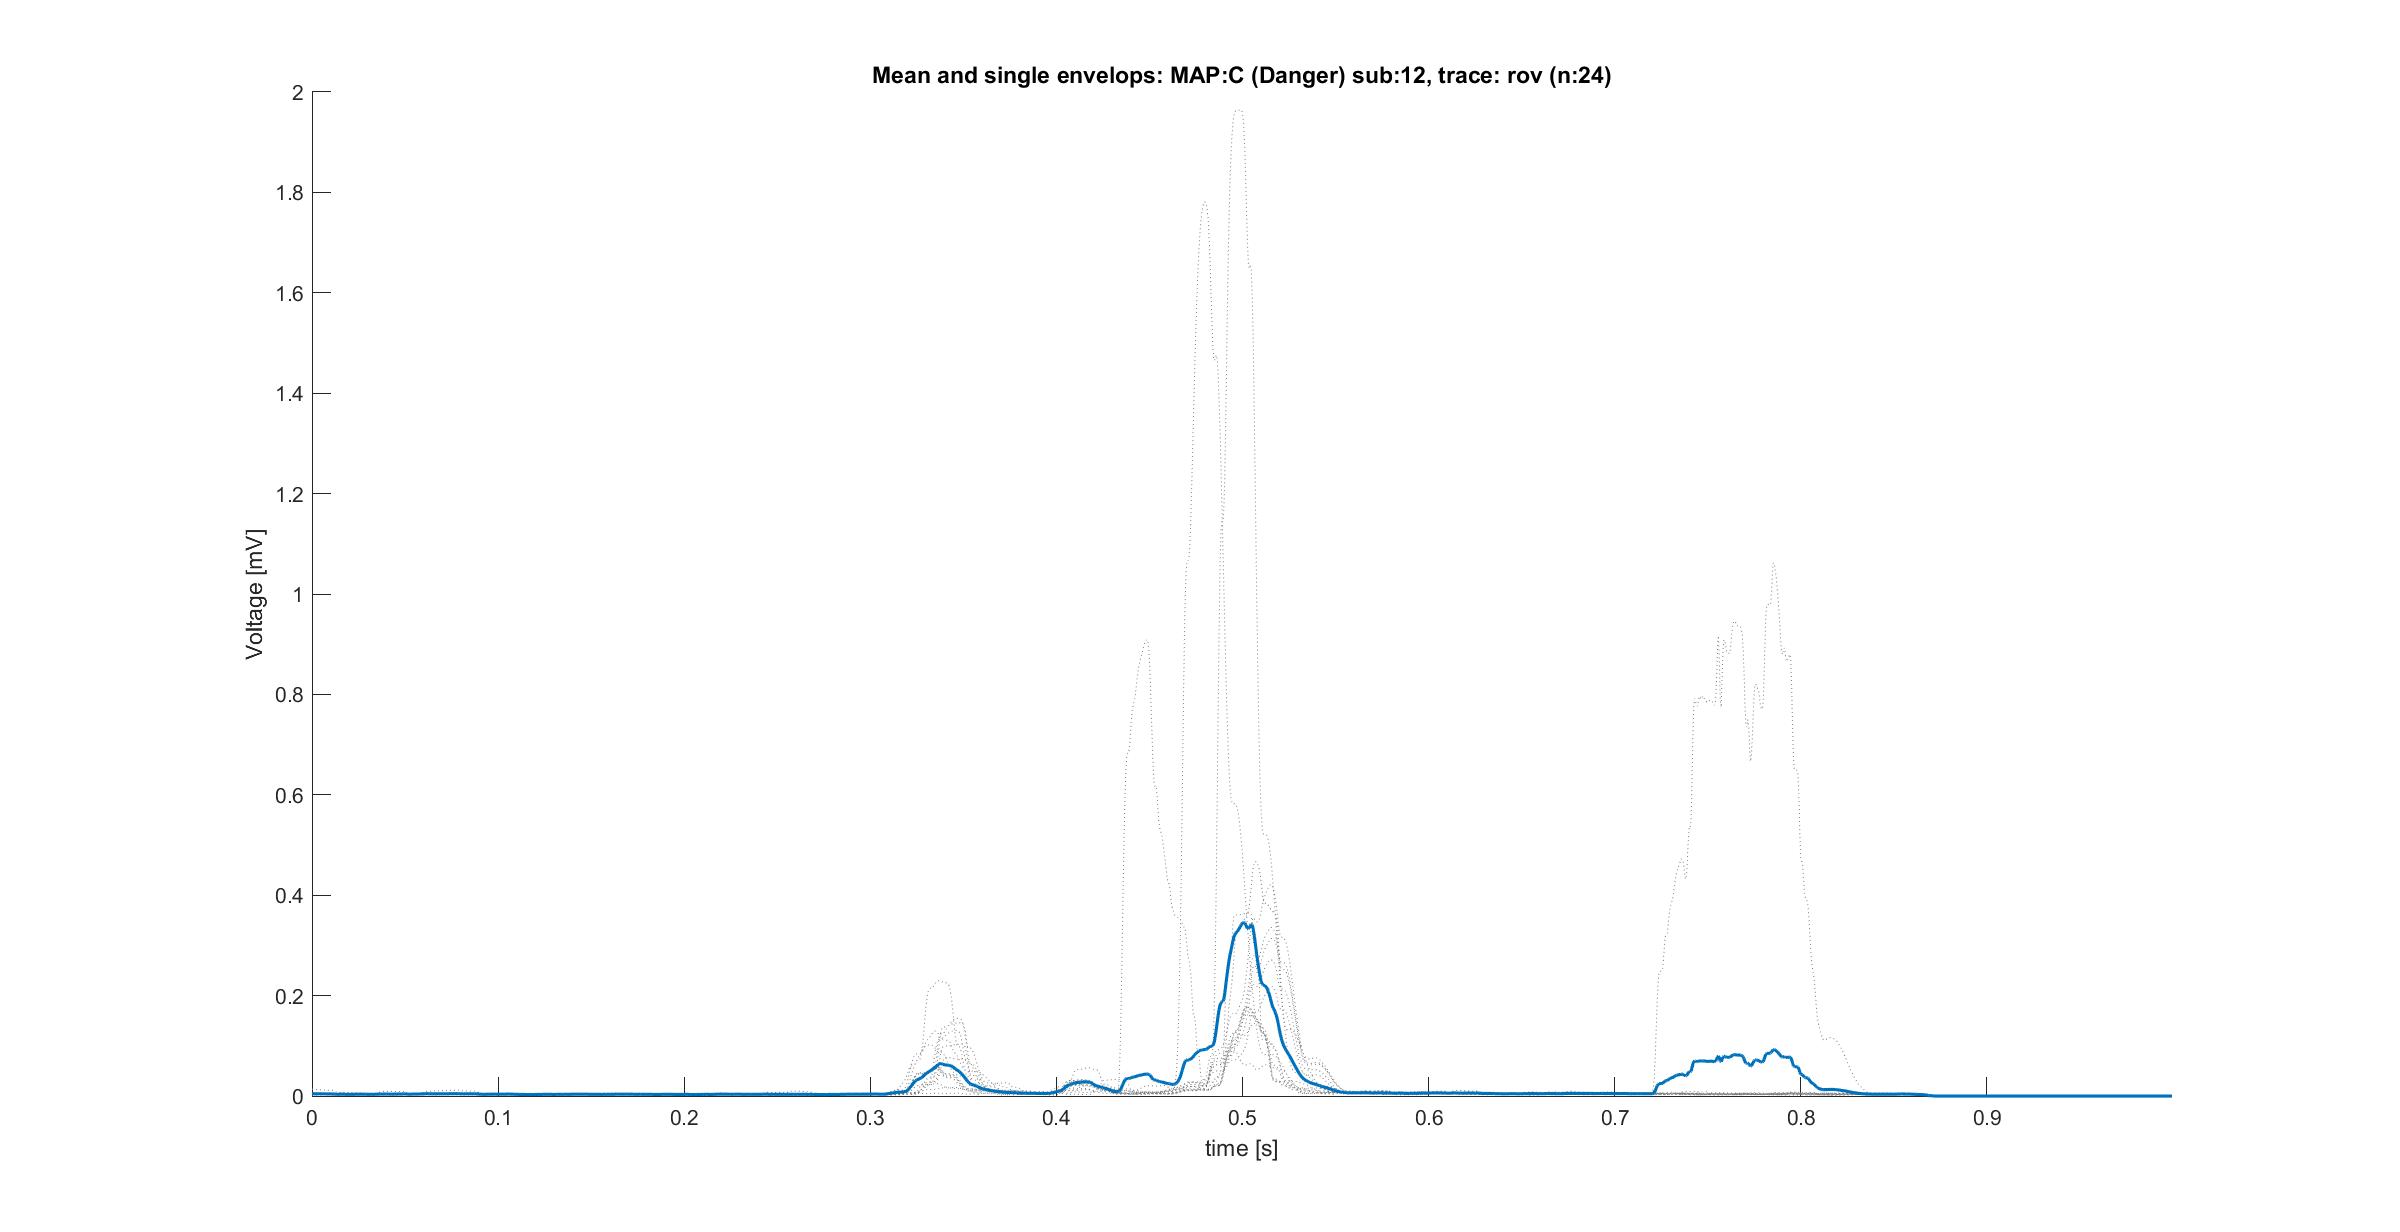 Mean and single envelops: MAP:C (Danger) sub:12, trace: rov (n:24)
2
1.8
1.6
1.4
1.2
1
0.8
0.6
0.4
0.2
0
Voltage [mV]
0 0.1 0.2 0.3 0.4 0.5 0.6 0.7 0.8 0.9
time [s]